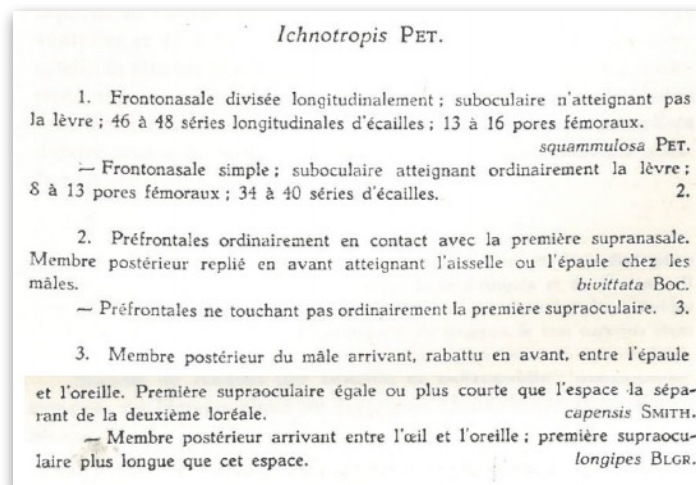 Ichnotropis PET.
1. Frontonasale divisée longitudinalement ; suboculaire n'atteignant pas
la lèvre ; 46 à 48 séries longitudinales d'écailles ; 13 à 16 pores fémoraux.
squammulosa PET.
— Frontonasale simple ; suboculaire atteignant ordinairement la lèvre ;
8 à 13 pores fémoraux ; 34 à 40 séries d'écailles. 2.
2. Préfrontales ordinairement en contact avec la première supranasale.
Membre postérieur replié en avant atteignant l'aisselle ou l'épaule chez les
mâles. bivittata BOC.
— Préfrontales ne touchant pas ordinairement la première supraoculaire. 3.
3. Membre postérieur du mâle arrivant, rabattu en avant, entre l'épaule
et l'oreille. Première supraoculaire égale ou plus courte que l'espace la sépa-
rant de la deuxième loréale. capensis SMITH.
— Membre postérieur arrivant entre l'œil et l'oreille ; première supraocu-
laire plus longue que cet espace. longipes BLGR.